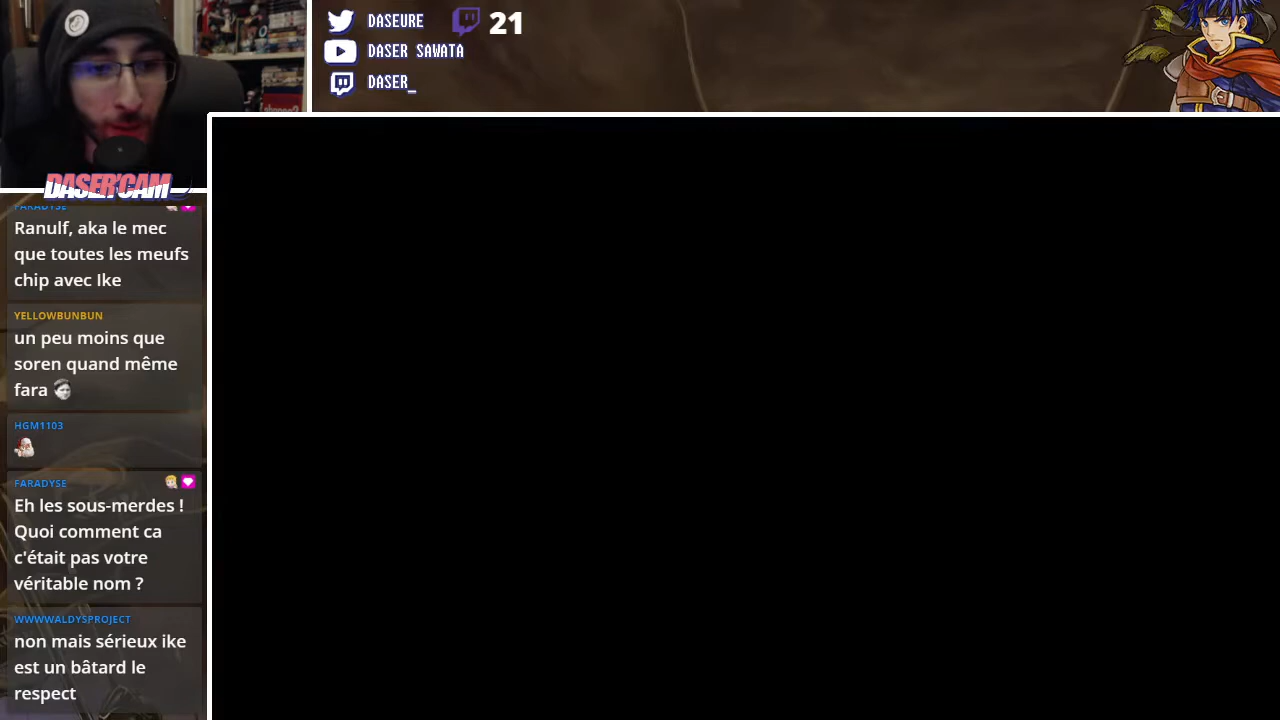 DASEURE
21
DASER SAWATA
DASER_
DASER'CAM
FARADYSE
Ranulf, aka le mec
que toutes les meufs
chip avec Ike
YELLOWBUNBUN
un peu moins que
soren quand même
fara
HGM1103
FARADYSE
Eh les sous-merdes !
Quoi comment ca
c'était pas votre
véritable nom ?
WWWWALDYSPROJECT
non mais sérieux ike
est un bâtard le
respect